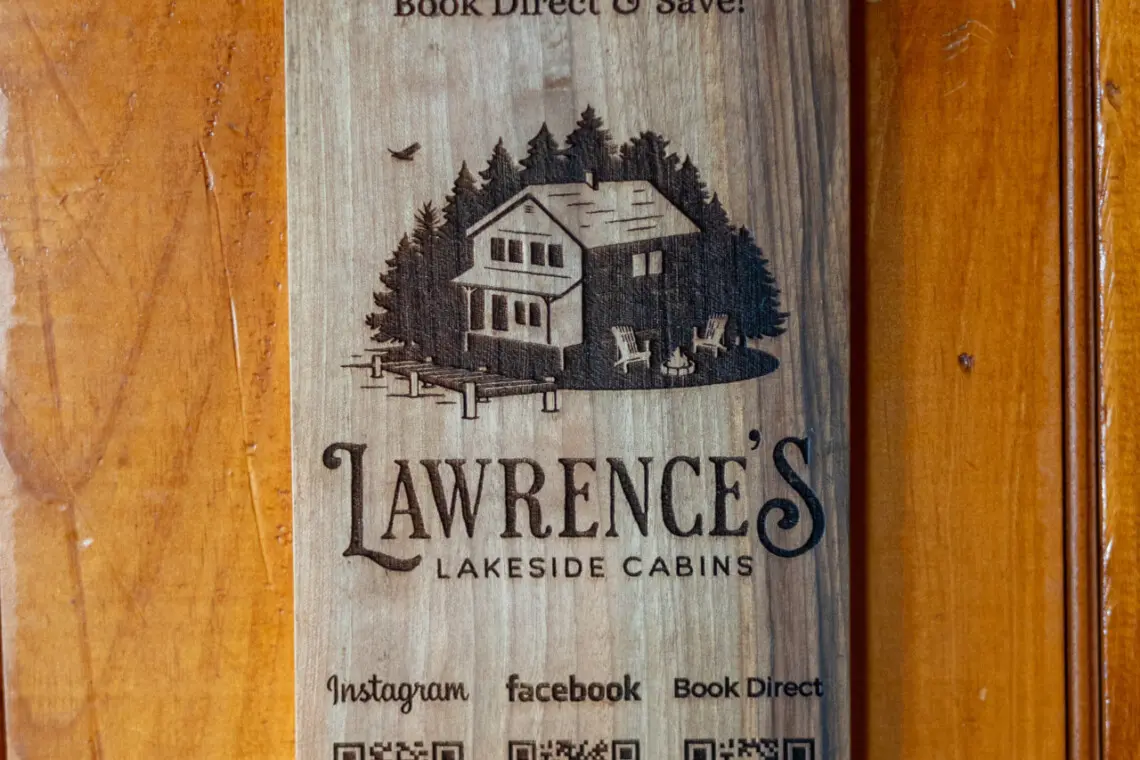 Book Direct & Save!
LAWRENCE'S
LAKESIDE CABINS
Instagram facebook Book Direct